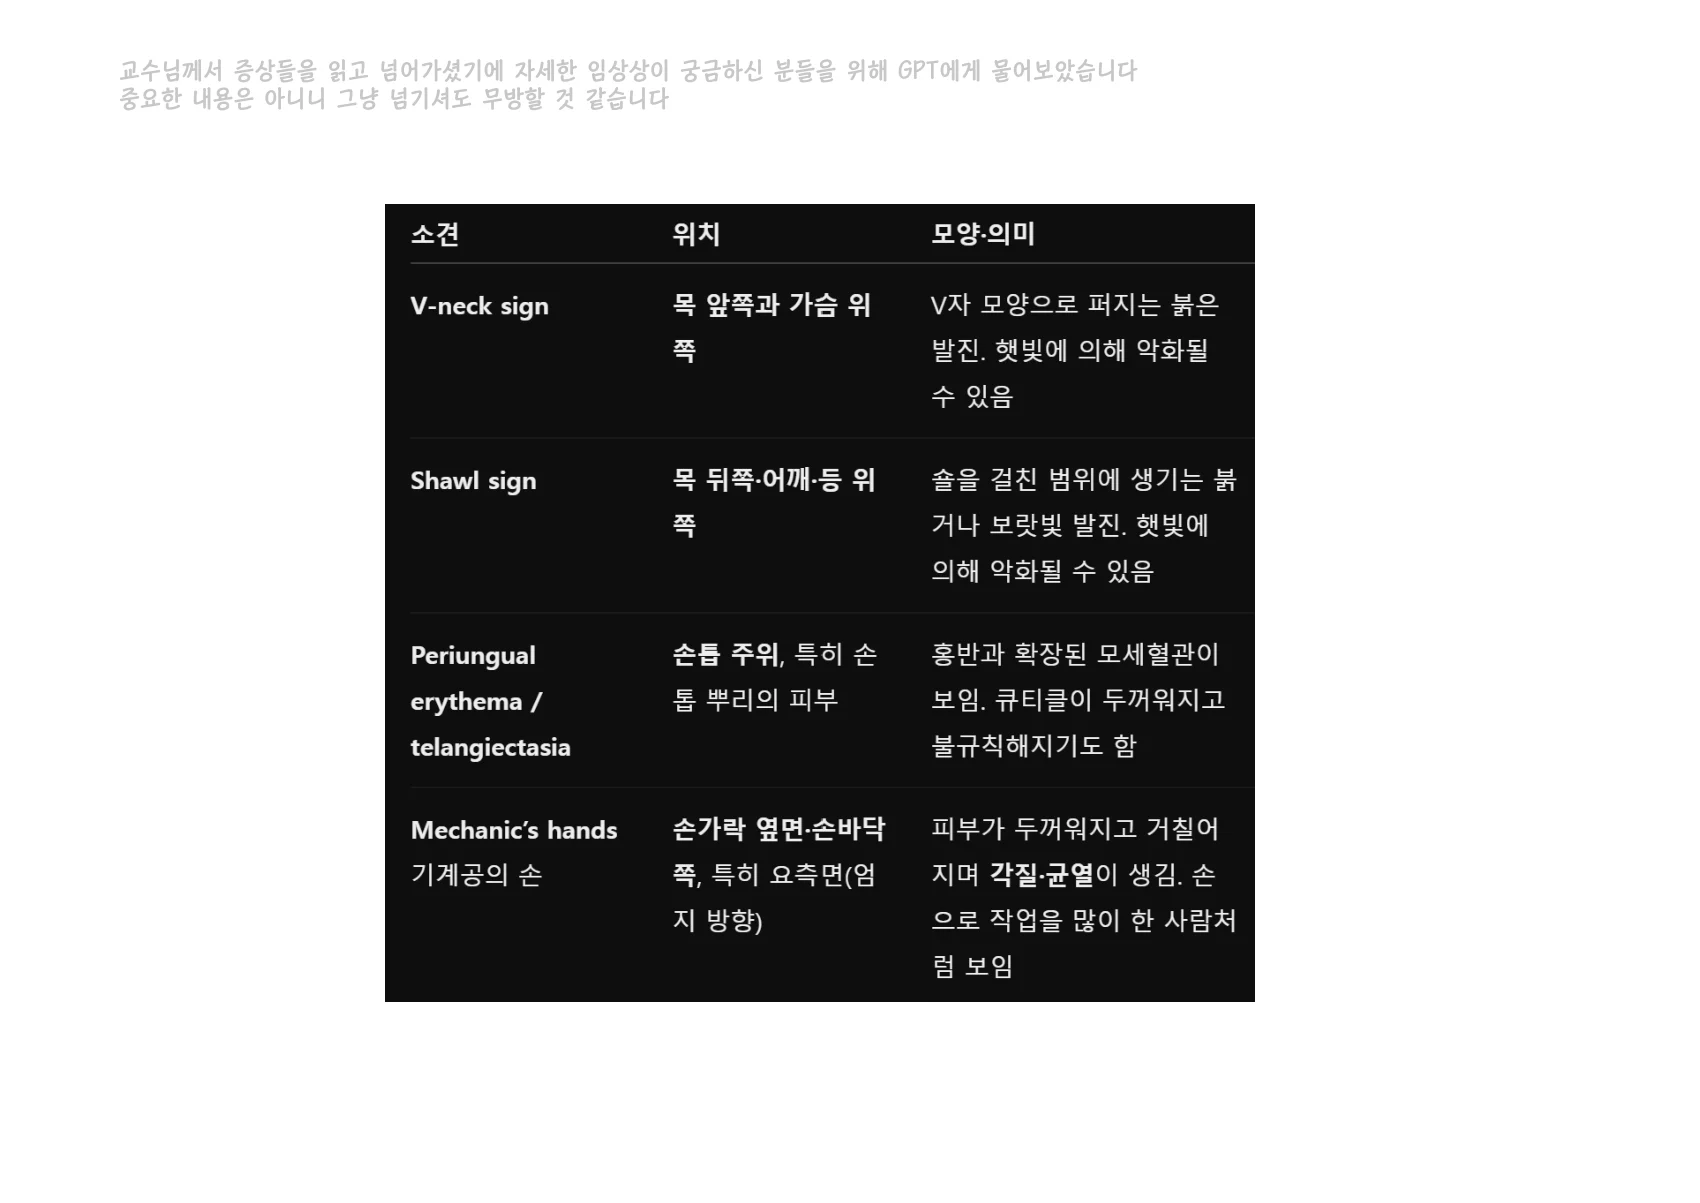 교수님께서 증상들을 읽고 넘어가셨기에 자세한 임상상이 궁금하신 분들을 위해 GPT에게 물어보았습니다
중요한 내용은 아니니 그냥 넘기셔도 무방할 것 같습니다
소견 위치 모양·의미
V-neck sign 목 앞쪽과 가슴 위 V자 모양으로 퍼지는 붉은
쪽 발진. 햇빛에 의해 악화될
수 있음
Shawl sign 목 뒤쪽·어깨·등 위 숄을 걸친 범위에 생기는 붉
쪽 거나 보랏빛 발진. 햇빛에
의해 악화될 수 있음
Periungual 손톱 주위, 특히 손 홍반과 확장된 모세혈관이
erythema / 톱 뿌리의 피부 보임. 큐티클이 두꺼워지고
telangiectasia 불규칙해지기도 함
Mechanic’s hands 손가락 옆면·손바닥 피부가 두꺼워지고 거칠어
기계공의 손 쪽, 특히 요측면(엄 지며 각질·균열이 생김. 손
지 방향) 으로 작업을 많이 한 사람처
럼 보임